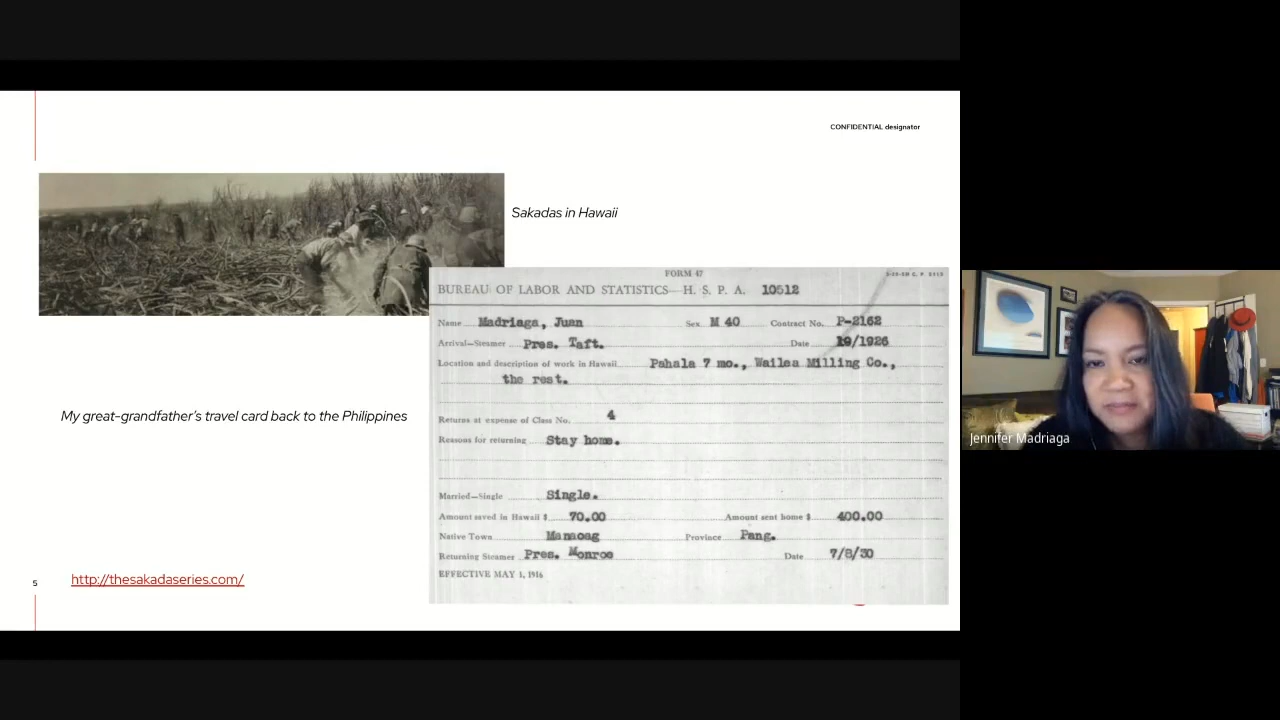 CONFIDENTIAL designator
Sakadas in Hawaii
FORM 47
BUREAU OF LABOR AND STATISTICS—H. S. P. A. 10512
Name Madriaga, Juan Sex M 40 Contract No. P-2162
Arrival—Steamer Pres. Taft. Date 10/1926
Location and description of work in Hawaii Pahala 7 mo., Wailea Milling Co.,
the rest.
My great-grandfather's travel card back to the Philippines
Returns at expense of Class No. 4
Reasons for returning Stay home.
Married—Single Single.
Amount saved in Hawaii $ 70.00 Amount sent home $ 400.00
Native Town Manaoag Province Pang.
Returning Steamer Pres. Monroe Date 7/8/30
EFFECTIVE MAY 1, 1916
5 http://thesakadaseries.com/
Jennifer Madriaga